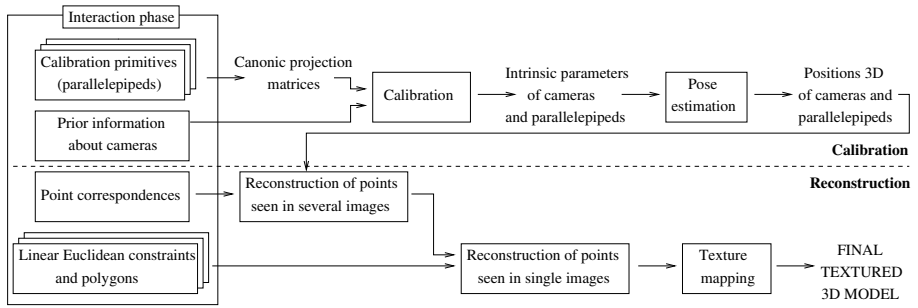 Interaction phase
Calibration primitives
(parallelepipeds)
Canonic projection
matrices
Prior information
about cameras
Calibration
Intrinsic parameters
of cameras
and parallelepipeds
Pose
estimation
Positions 3D
of cameras and
parallelepipeds
Calibration
Reconstruction
Point correspondences
Reconstruction of points
seen in several images
Linear Euclidean constraints
and polygons
Reconstruction of points
seen in single images
Texture
mapping
FINAL
TEXTURED
3D MODEL